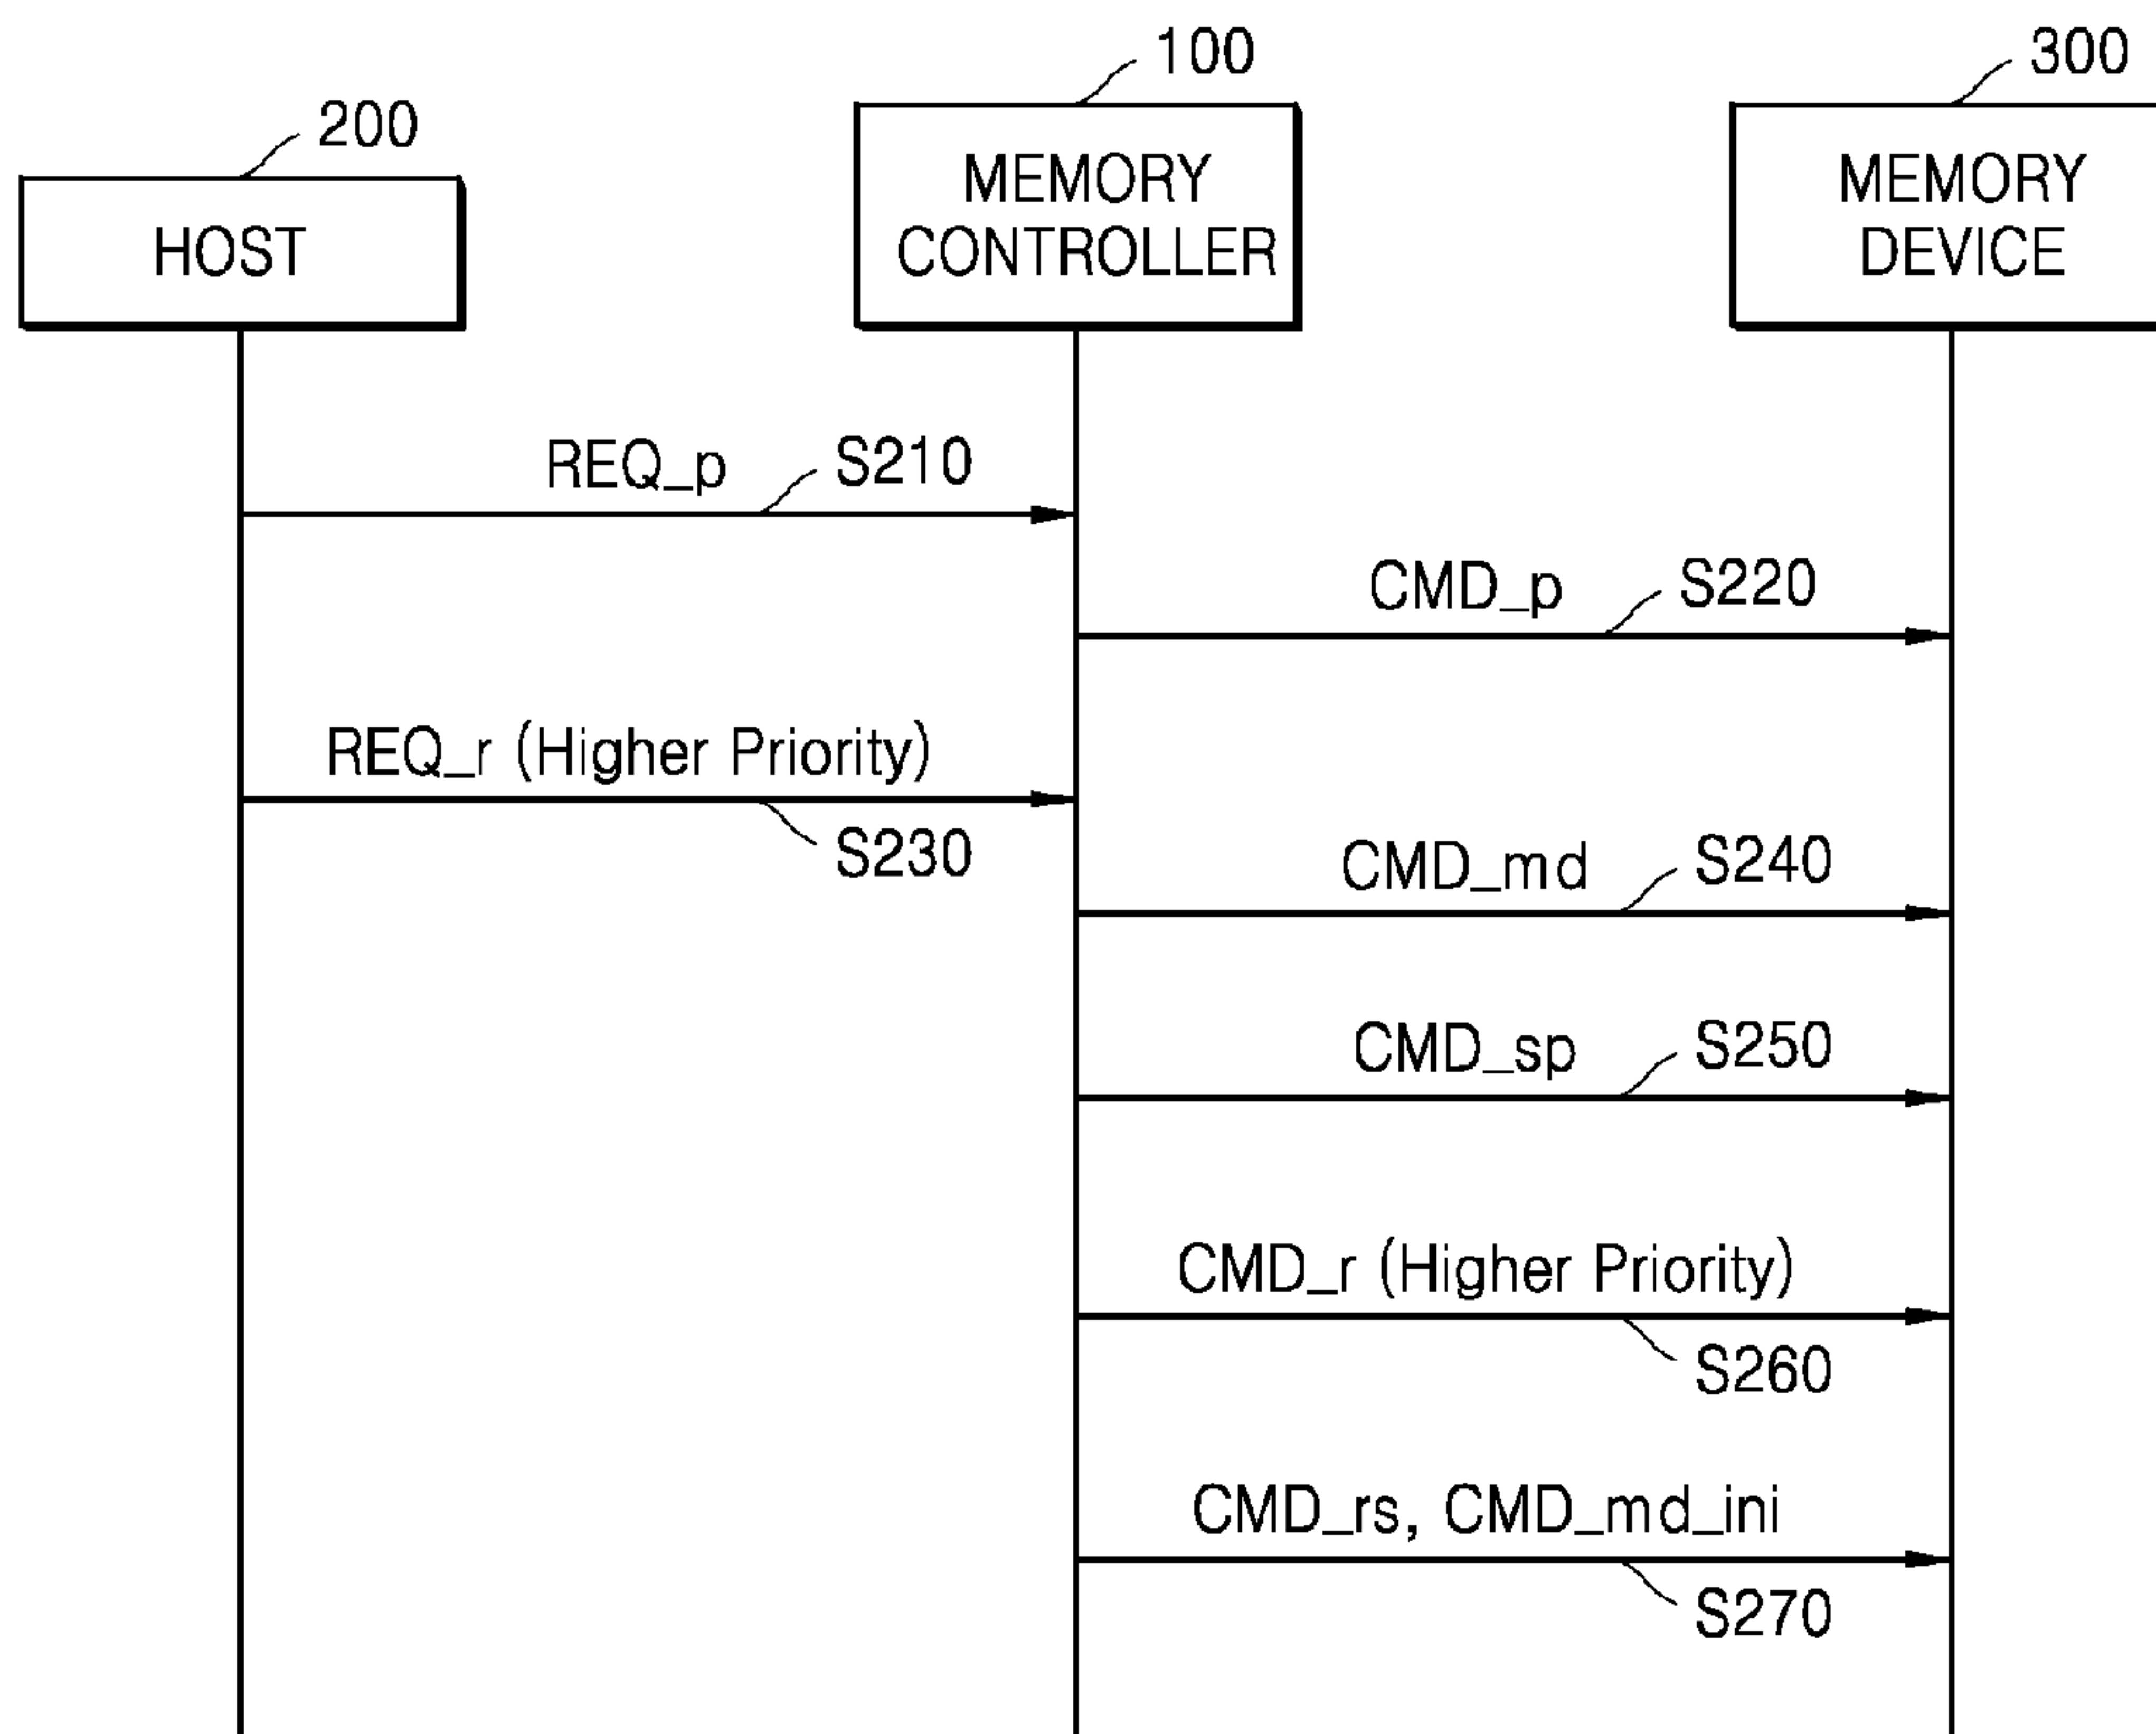 100
300
200
MEMORY
CONTROLLER
MEMORY
DEVICE
HOST
REQ_p
S210
CMD_p
S220
REQ_r (Higher Priority)
S230
CMD_md
S240
CMD_sp
S250
CMD_r (Higher Priority)
S260
CMD_rs, CMD_md_ini
S270